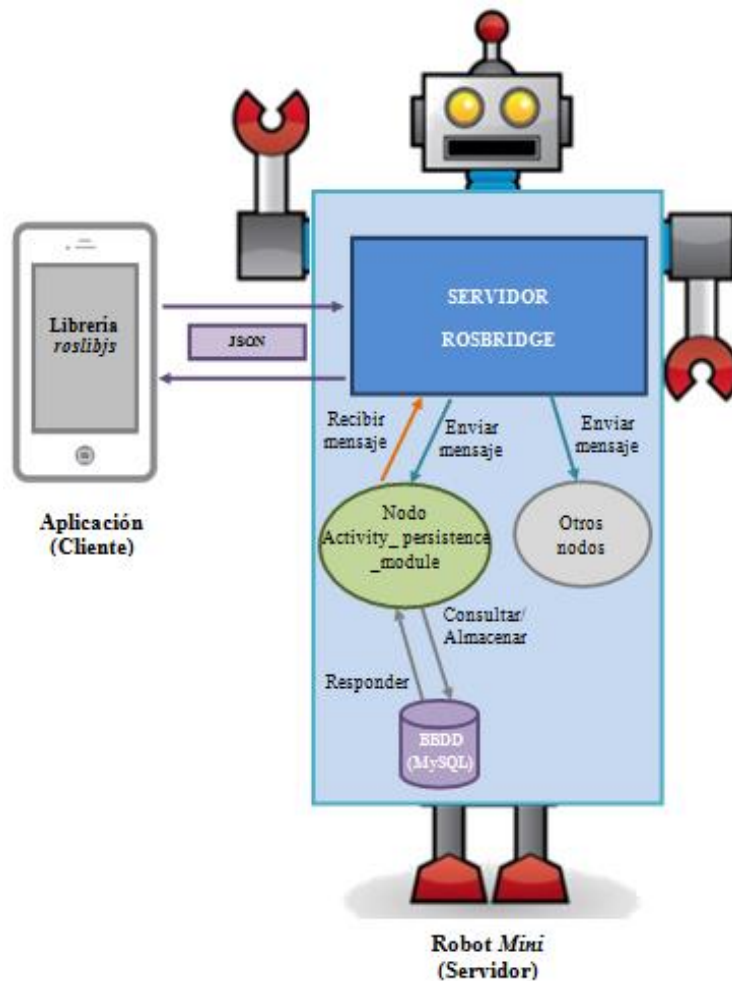 SERVIDOR
ROSBRIDGE
Librería
roslibjs
JSON
Recibir
mensaje
Enviar
mensaje
Enviar
mensaje
Aplicación
(Cliente)
Nodo
Activity_ persistence
_module
Otros
nodos
Consultar/
Almacenar
Responder
BBDD
(MySQL)
Robot Mini
(Servidor)